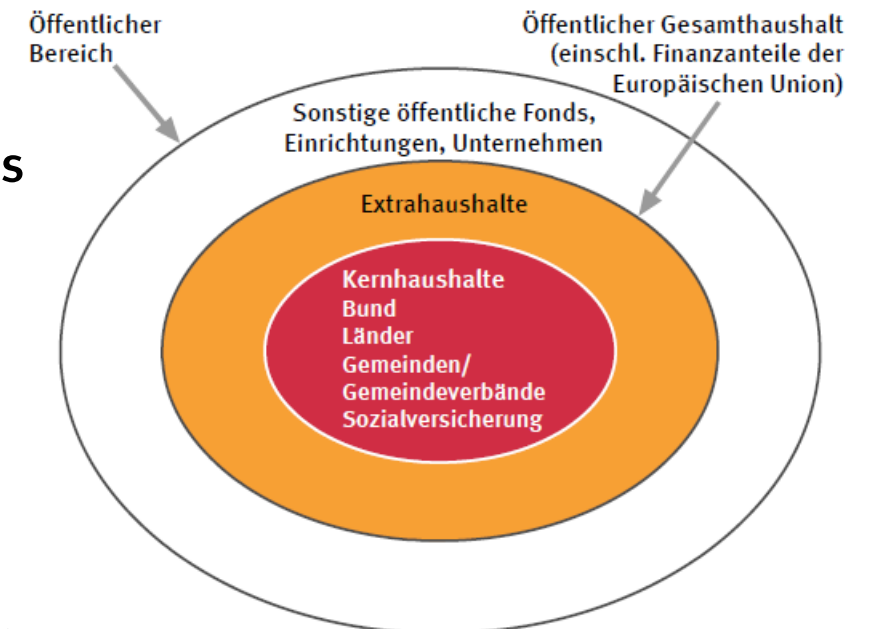 Öffentlicher
Bereich
Öffentlicher Gesamthaushalt
(einschl. Finanzanteile der
Europäischen Union)
s
Sonstige öffentliche Fonds,
Einrichtungen, Unternehmen
Extrahaushalte
Kernhaushalte
Bund
Länder
Gemeinden/
Gemeindeverbände
Sozialversicherung